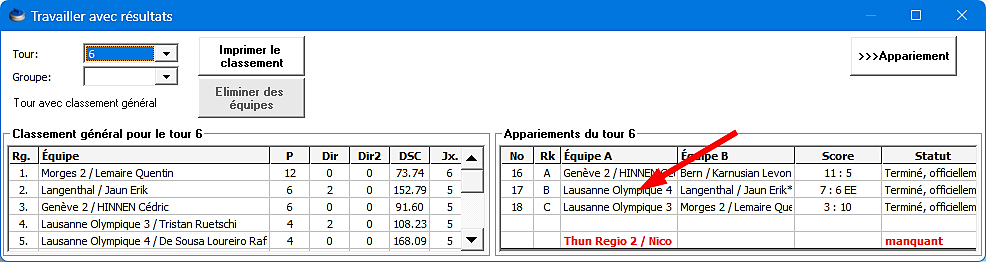 Travailler avec résultats
Tour: 6
Groupe:
Tour avec classement général
Imprimer le
classement
Eliminer des
équipes
>>>Appariement
Classement général pour le tour 6
Rg. Équipe P Dir Dir2 DSC Jx.
1. Morges 2 / Lemaire Quentin 12 0 0 73.74 6
2. Langenthal / Jaun Erik 6 2 0 152.79 5
3. Genève 2 / HINNEN Cédric 6 0 0 91.60 5
4. Lausanne Olympique 3 / Tristan Ruetschi 4 2 0 108.23 5
5. Lausanne Olympique 4 / De Sousa Loureiro Raf 4 0 0 168.09 5
Appariements du tour 6
No Rk Équipe A Équipe B Score Statut
16 A Genève 2 / HINNEN Bern / Karnusian Levon 11 : 5 Terminé, officiellem
17 B Lausanne Olympique 4 Langenthal / Jaun Erik* 7 : 6 EE Terminé, officiellem
18 C Lausanne Olympique 3 Morges 2 / Lemaire Que 3 : 10 Terminé, officiellem
Thun Regio 2 / Nico manquant